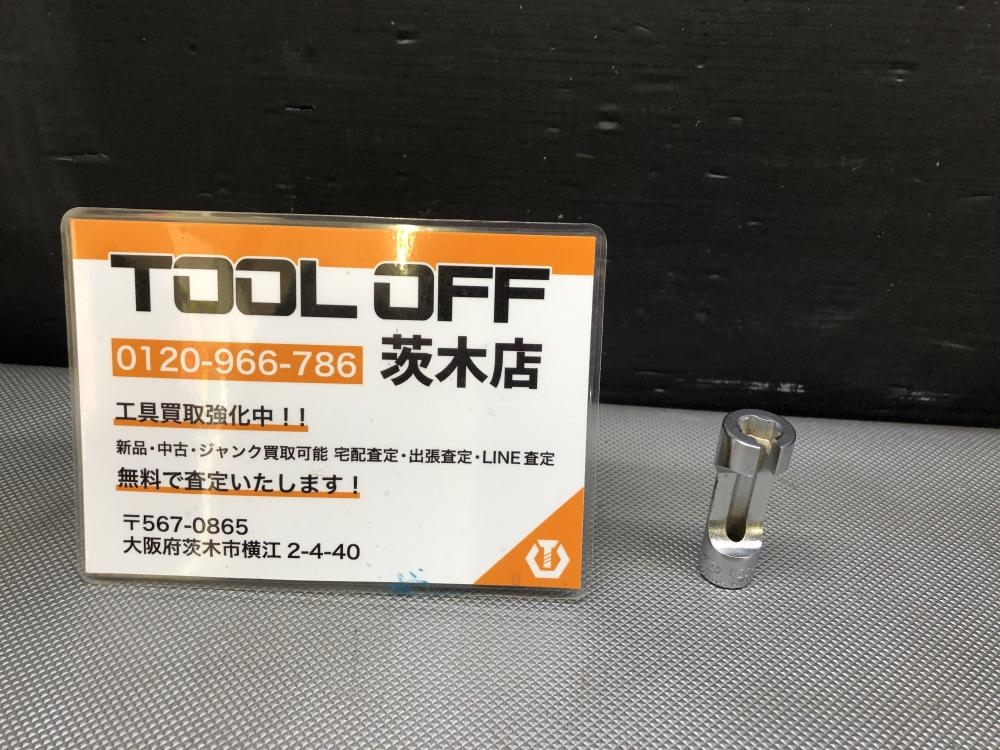 TOOL OFF
0120-966-786 茨木店
工具買取強化中！！
新品・中古・ジャンク買取可能 宅配査定・出張査定・LINE査定
無料で査定いたします！
〒567-0865
大阪府茨木市横江 2-4-40